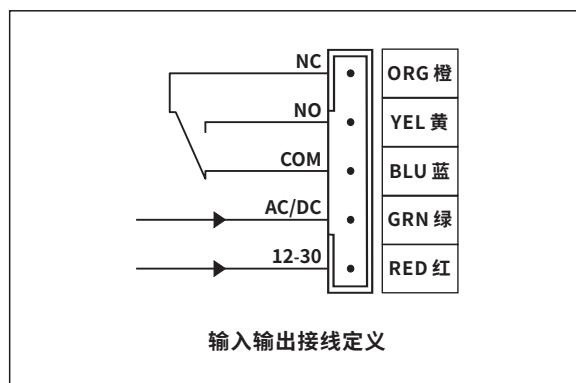 NC ORG 橙
NO YEL 黄
COM BLU 蓝
AC/DC GRN 绿
12-30 RED 红
输入输出接线定义